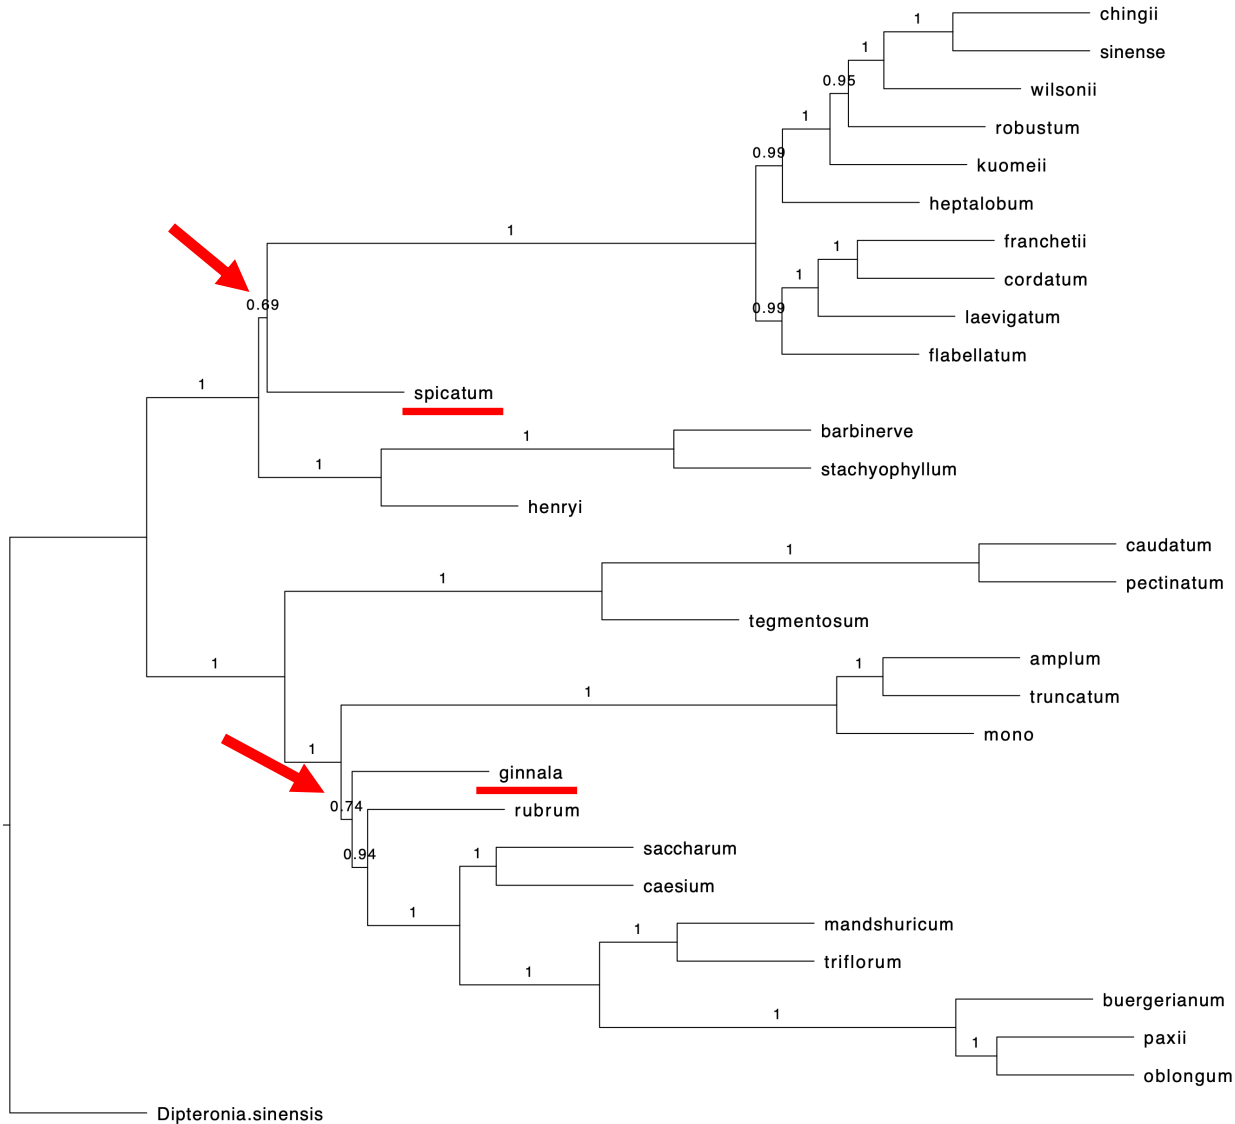 chingii
1
sinense
1
wilsonii
0.95
robustum
1
kuomeii
0.99
heptalobum
1
franchetii
1
cordatum
1
laevigatum
0.69
0.99
flabellatum
1
spicatum
barbinerve
1
stachyophyllum
1
henryi
caudatum
1
pectinatum
1
tegmentosum
amplum
1
1
truncatum
1
mono
1
ginnala
0.74
rubrum
saccharum
0.94
1
caesium
1
mandshuricum
1
triflorum
1
buergerianum
1
paxii
1
oblongum
Dipteronia.sinensis